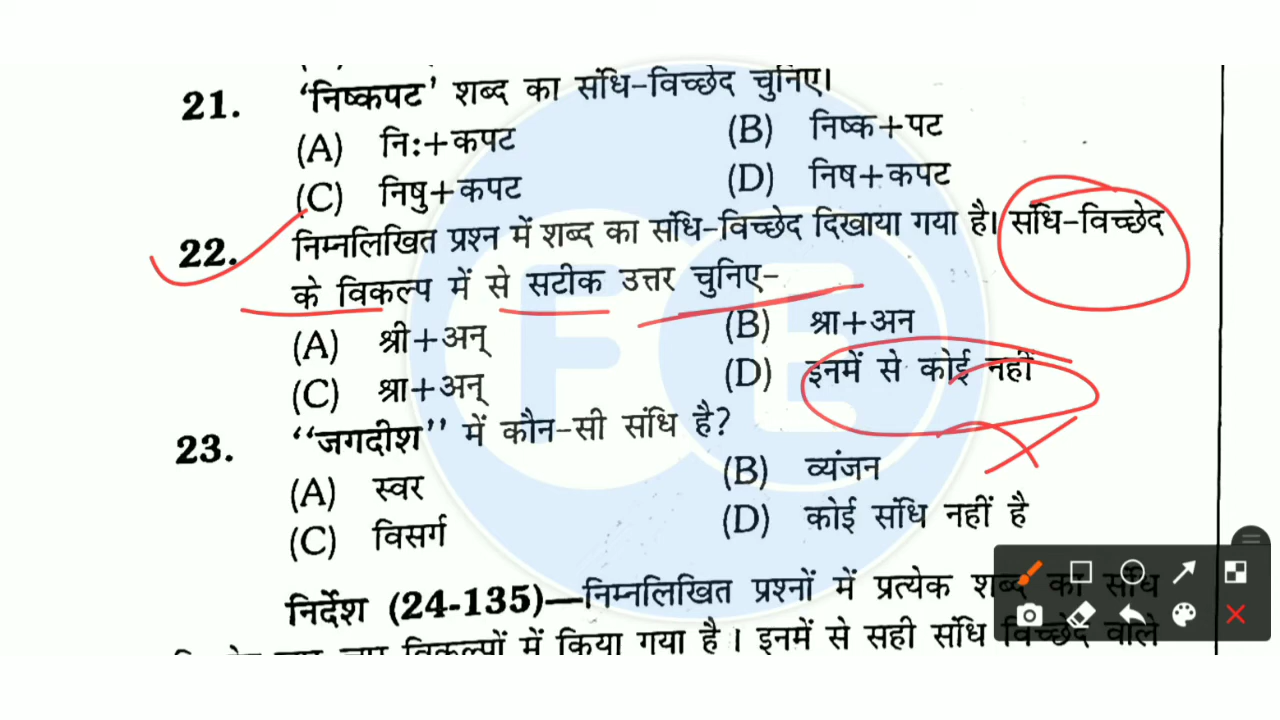 21. ‘निष्कपट’ शब्द का संधि-विच्छेद चुनिए।
(A) निः+कपट (B) निष्क+पट
(C) निषु+कपट (D) निष+कपट
22. निम्नलिखित प्रश्न में शब्द का संधि-विच्छेद दिखाया गया है। संधि-विच्छेद
के विकल्प में से सटीक उत्तर चुनिए-
(A) श्री+अन् (B) श्रा+अन
(C) श्रा+अन् (D) इनमें से कोई नहीं
23. ‘‘जगदीश’’ में कौन-सी संधि है?
(A) स्वर (B) व्यंजन
(C) विसर्ग (D) कोई संधि नहीं है
निर्देश (24-135)—निम्नलिखित प्रश्नों में प्रत्येक शब्द का संधि
विकल्पों में किया गया है। इनमें से सही संधि विच्छेद वाले